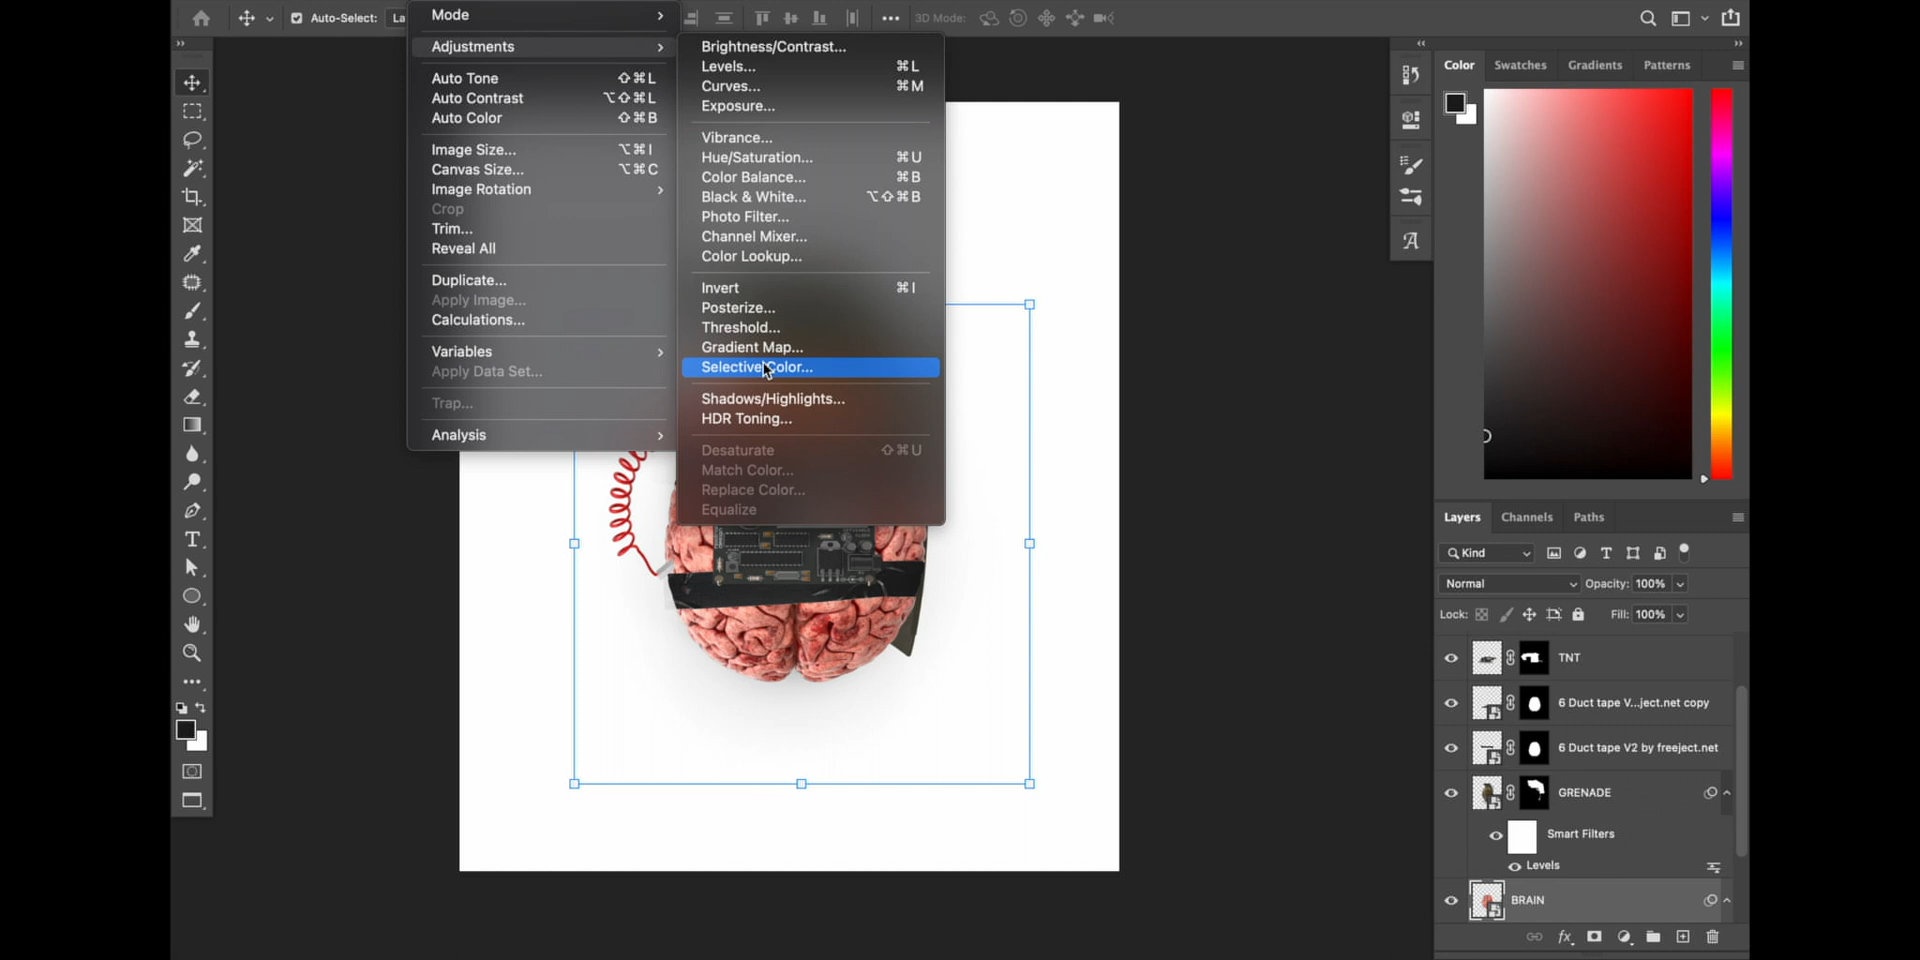 Auto-Select: La
3D Mode:
Mode
Adjustments
Auto Tone ⇧⌘L
Auto Contrast ⌥⇧⌘L
Auto Color ⇧⌘B
Image Size... ⌥⌘I
Canvas Size... ⌥⌘C
Image Rotation
Crop
Trim...
Reveal All
Duplicate...
Apply Image...
Calculations...
Variables
Apply Data Set...
Trap...
Analysis
Brightness/Contrast...
Levels... ⌘L
Curves... ⌘M
Exposure...
Vibrance...
Hue/Saturation... ⌘U
Color Balance... ⌘B
Black & White... ⌥⇧⌘B
Photo Filter...
Channel Mixer...
Color Lookup...
Invert ⌘I
Posterize...
Threshold...
Gradient Map...
Selective Color...
Shadows/Highlights...
HDR Toning...
Desaturate ⇧⌘U
Match Color...
Replace Color...
Equalize
Color Swatches Gradients Patterns
Layers Channels Paths
Kind
Normal Opacity: 100%
Lock: Fill: 100%
TNT
6 Duct tape V...ject.net copy
6 Duct tape V2 by freeject.net
GRENADE
Smart Filters
Levels
BRAIN
fx